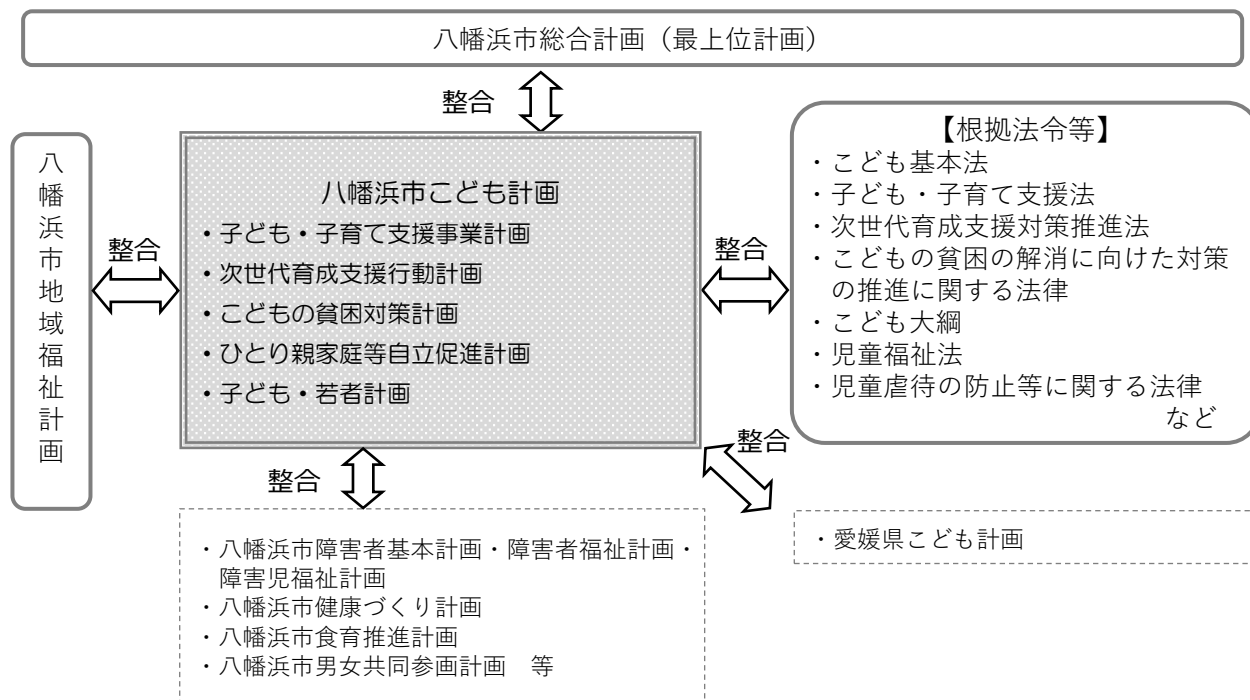 八幡浜市総合計画（最上位計画）
整合
八幡浜市地域福祉計画
整合
八幡浜市こども計画
・子ども・子育て支援事業計画
・次世代育成支援行動計画
・こどもの貧困対策計画
・ひとり親家庭等自立促進計画
・子ども・若者計画
整合
【根拠法令等】
・こども基本法
・子ども・子育て支援法
・次世代育成支援対策推進法
・こどもの貧困の解消に向けた対策
の推進に関する法律
・こども大綱
・児童福祉法
・児童虐待の防止等に関する法律
など
整合
整合
・八幡浜市障害者基本計画・障害者福祉計画・
障害児福祉計画
・八幡浜市健康づくり計画
・八幡浜市食育推進計画
・八幡浜市男女共同参画計画　等
・愛媛県こども計画